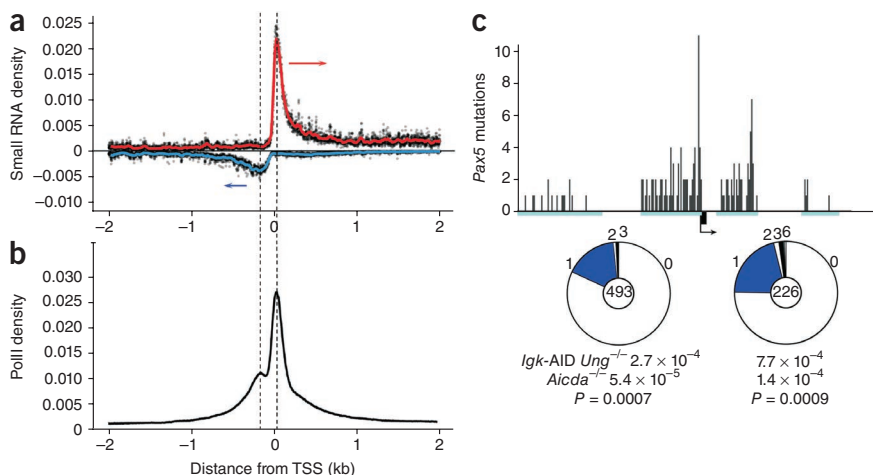 a
0.025
0.020
0.015
0.010
0.005
0
−0.005
−0.010
Small RNA density
−2
−1
0
1
2
b
0.030
0.025
0.020
0.015
0.010
0.005
0.000
PolII density
−2
−1
0
1
2
Distance from TSS (kb)
c
10
8
6
4
2
0
Pax5 mutations
1
2 3
0
493
1
2 3 6
0
226
Igk-AID Ung−/− 2.7 × 10−4
7.7 × 10−4
Aicda−/− 5.4 × 10−5
1.4 × 10−4
P = 0.0007
P = 0.0009